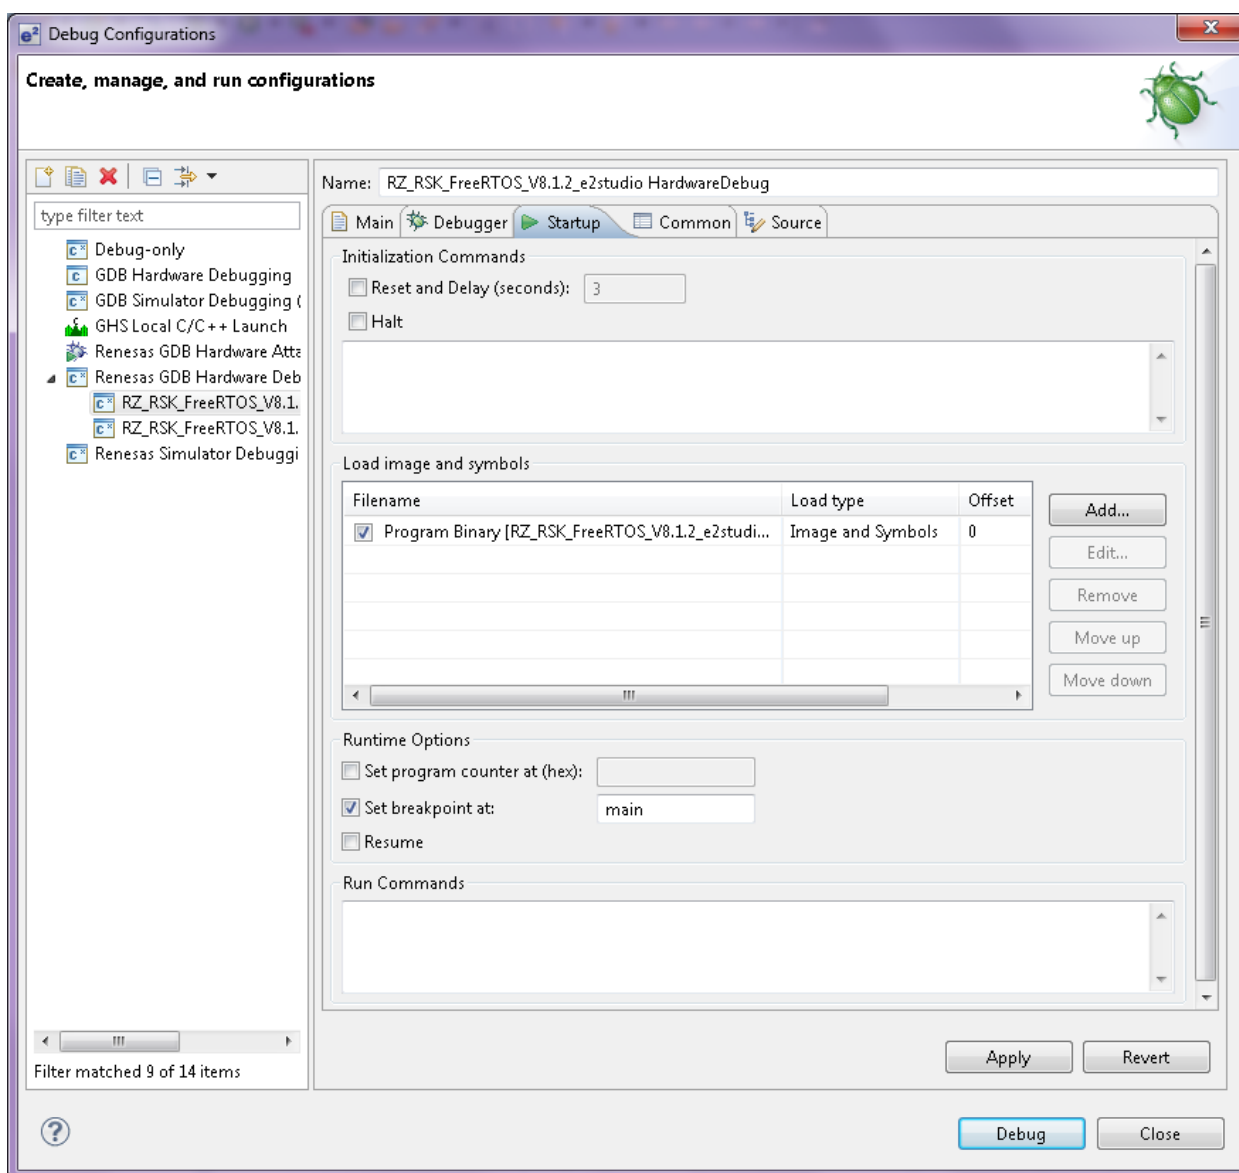 e² Debug Configurations
Create, manage, and run configurations
type filter text
Debug-only
GDB Hardware Debugging
GDB Simulator Debugging (
GHS Local C/C++ Launch
Renesas GDB Hardware Atta
Renesas GDB Hardware Deb
RZ_RSK_FreeRTOS_V8.1.
RZ_RSK_FreeRTOS_V8.1.
Renesas Simulator Debuggi
Filter matched 9 of 14 items
Name: RZ_RSK_FreeRTOS_V8.1.2_e2studio HardwareDebug
Main Debugger Startup Common Source
Initialization Commands
Reset and Delay (seconds): 3
Halt
Load image and symbols
Filename Load type Offset
Program Binary [RZ_RSK_FreeRTOS_V8.1.2_e2studi... Image and Symbols 0
Add...
Edit...
Remove
Move up
Move down
Runtime Options
Set program counter at (hex):
Set breakpoint at: main
Resume
Run Commands
Apply Revert
Debug Close